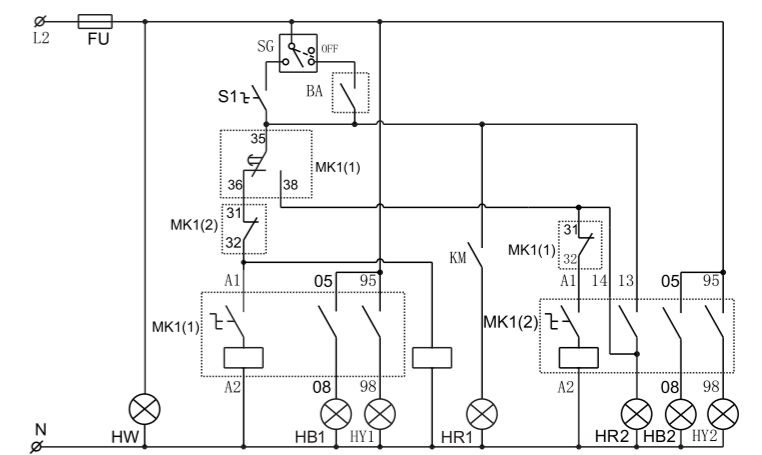 L2
FU
SG
OFF
S1
BA
35
MK1(1)
36
38
31
MK1(2)
32
31
MK1(1)
32
KM
A1
05
95
A1
14
13
05
95
MK1(1)
MK1(2)
A2
08
98
A2
08
98
N
HW
HB1
HY1
HR1
HR2
HB2
HY2